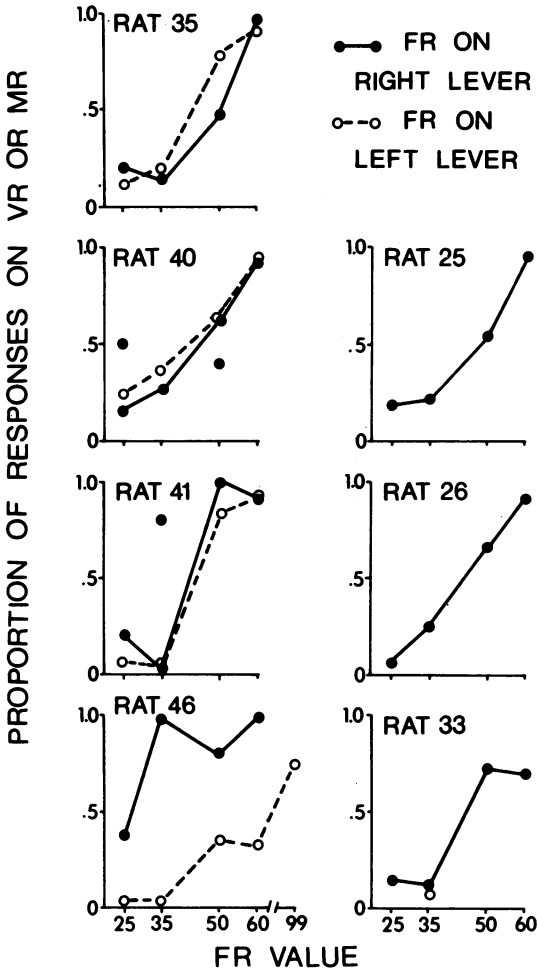 PROPORTION OF RESPONSES ON VR OR MR
RAT 35
1.0
.5
0
FR ON
RIGHT LEVER
FR ON
LEFT LEVER
RAT 40
1.0
.5
0
RAT 25
1.0
.5
0
RAT 41
1.0
.5
0
RAT 26
1.0
.5
0
RAT 46
1.0
.5
0
25 35 50 60 99
RAT 33
1.0
.5
0
25 35 50 60
FR VALUE